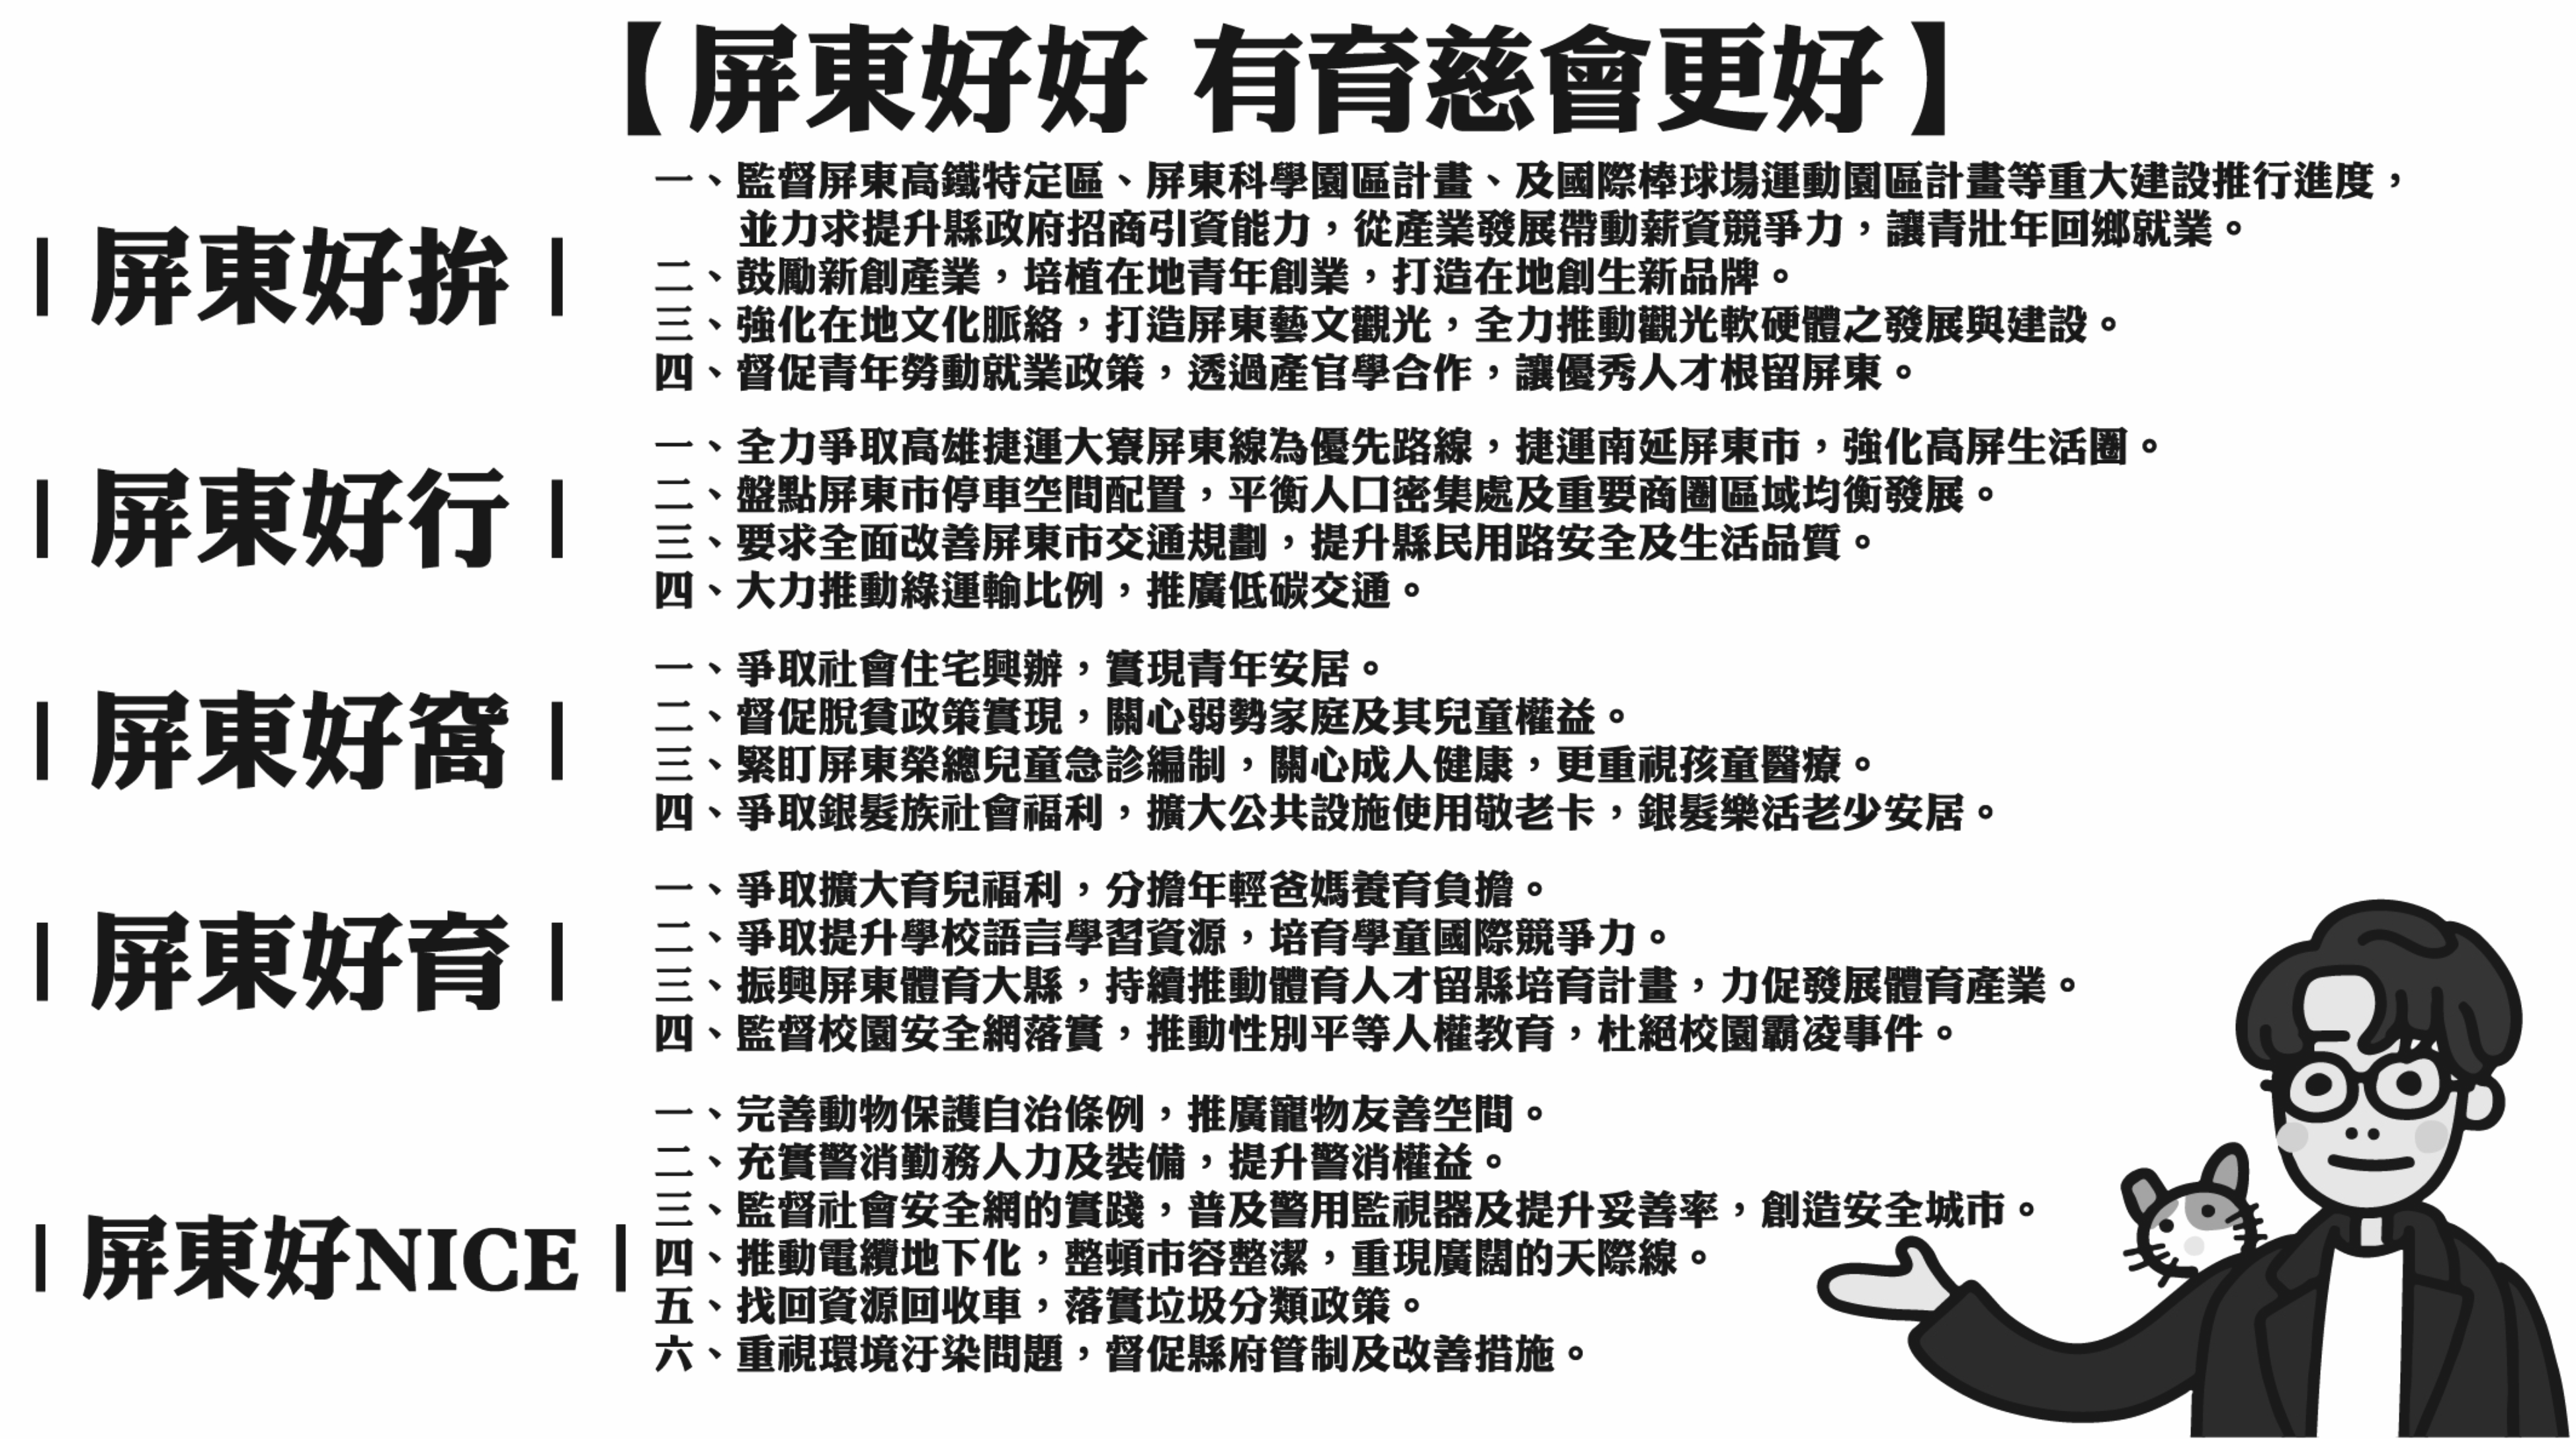 【屏東好好 有育慈會更好】
| 屏東好拚 |
一、監督屏東高鐵特定區、屏東科學園區計畫、及國際棒球場運動園區計畫等重大建設推行進度，
並力求提升縣政府招商引資能力，從產業發展帶動薪資競爭力，讓青壯年回鄉就業。
二、鼓勵新創產業，培植在地青年創業，打造在地創生新品牌。
三、強化在地文化脈絡，打造屏東藝文觀光，全力推動觀光軟硬體之發展與建設。
四、督促青年勞動就業政策，透過產官學合作，讓優秀人才根留屏東。
| 屏東好行 |
一、全力爭取高雄捷運大寮屏東線為優先路線，捷運南延屏東市，強化高屏生活圈。
二、盤點屏東市停車空間配置，平衡人口密集處及重要商圈區域均衡發展。
三、要求全面改善屏東市交通規劃，提升縣民用路安全及生活品質。
四、大力推動綠運輸比例，推廣低碳交通。
| 屏東好窩 |
一、爭取社會住宅興辦，實現青年安居。
二、督促脫貧政策實現，關心弱勢家庭及其兒童權益。
三、緊盯屏東榮總兒童急診編制，關心成人健康，更重視孩童醫療。
四、爭取銀髮族社會福利，擴大公共設施使用敬老卡，銀髮樂活老少安居。
| 屏東好育 |
一、爭取擴大育兒福利，分擔年輕爸媽養育負擔。
二、爭取提升學校語言學習資源，培育學童國際競爭力。
三、振興屏東體育大縣，持續推動體育人才留縣培育計畫，力促發展體育產業。
四、監督校園安全網落實，推動性別平等人權教育，杜絕校園霸凌事件。
| 屏東好NICE |
一、完善動物保護自治條例，推廣寵物友善空間。
二、充實警消勤務人力及裝備，提升警消權益。
三、監督社會安全網的實踐，普及警用監視器及提升妥善率，創造安全城市。
四、推動電纜地下化，整頓市容整潔，重現廣闊的天際線。
五、找回資源回收車，落實垃圾分類政策。
六、重視環境汙染問題，督促縣府管制及改善措施。